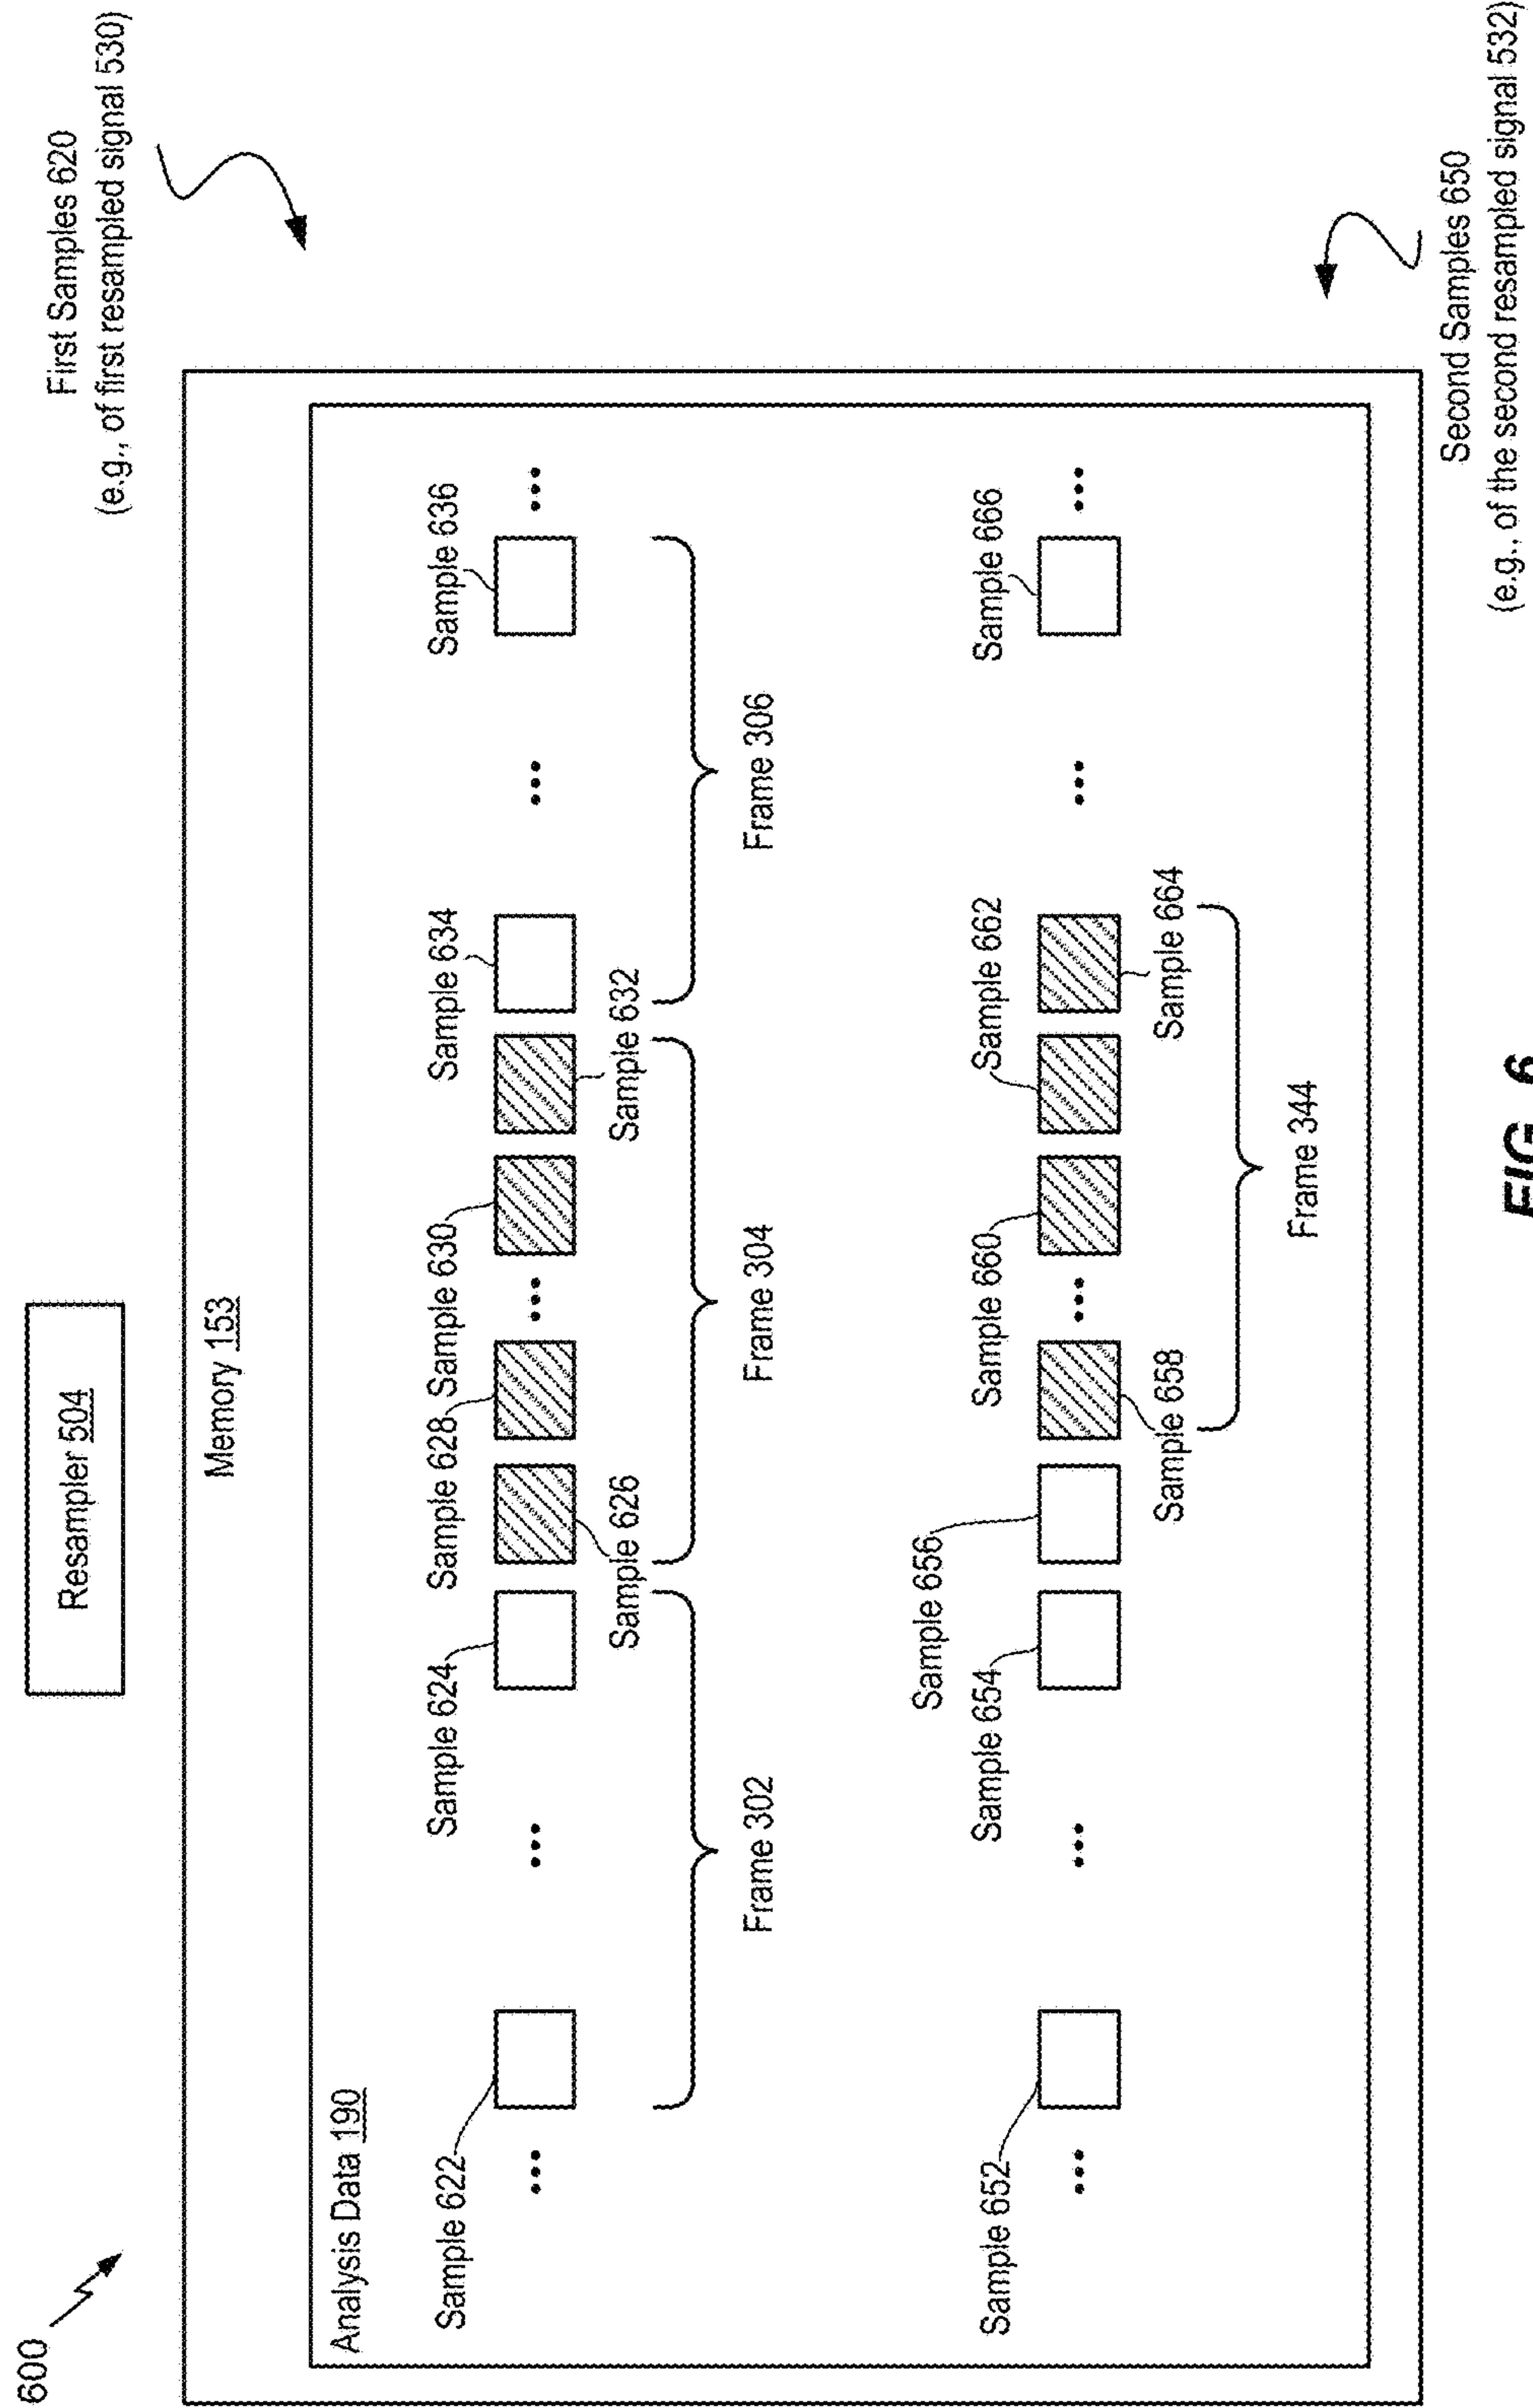 600
Resampler 504
First Samples 620
(e.g., of first resampled signal 530)
Memory 153
Analysis Data 190
Sample 622
Sample 624
Sample 628
Sample 630
Sample 634
Sample 636
...
...
...
...
...
Sample 626
Sample 632
Frame 302
Frame 304
Frame 306
Sample 656
Sample 652
Sample 654
Sample 660
Sample 662
Sample 666
...
...
...
...
...
Sample 658
Sample 664
Frame 344
Second Samples 650
(e.g., of the second resampled signal 532)
FIG. 6